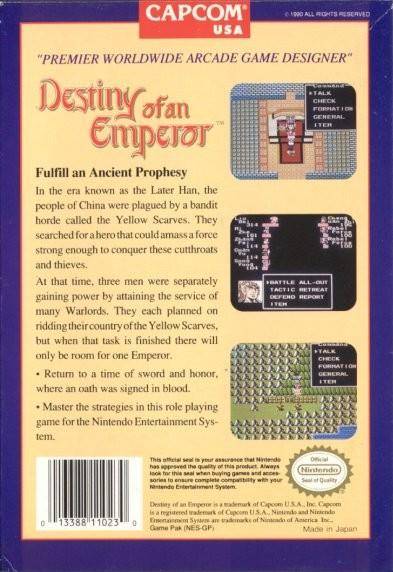 CAPCOM®
USA
© 1990 ALL RIGHTS RESERVED
"PREMIER WORLDWIDE ARCADE GAME DESIGNER"
Destiny of an
Emperor™
Fulfill an Ancient Prophesy
In the era known as the Later Han, the
people of China were plagued by a bandit
horde called the Yellow Scarves. They
searched for a hero that could amass a force
strong enough to conquer these cutthroats
and thieves.
At that time, three men were separately
gaining power by attaining the service of
many Warlords. They each planned on
ridding their country of the Yellow Scarves,
but when that task is finished there will
only be room for one Emperor.
• Return to a time of sword and honor,
where an oath was signed in blood.
• Master the strategies in this role playing
game for the Nintendo Entertainment Sys-
tem.
Command
TALK
CHECK
FORMATION
GENERAL
ITEM
BATTLE ALL-OUT
TACTIC RETREAT
DEFEND REPORT
ITEM
Command
TALK
CHECK
FORMATION
GENERAL
ITEM
0 13388 11023 0
This official seal is your assurance that Nintendo
has approved the quality of this product. Always
look for this seal when buying games and acces-
sories to ensure complete compatibility with your
Nintendo Entertainment System.
Official
Nintendo
Seal of Quality
Destiny of an Emperor is a trademark of Capcom U.S.A., Inc. Capcom
is a registered trademark of Capcom U.S.A., Nintendo and Nintendo
Entertainment System are trademarks of Nintendo of America Inc.,
Game Pak (NES-GP)
Made in Japan